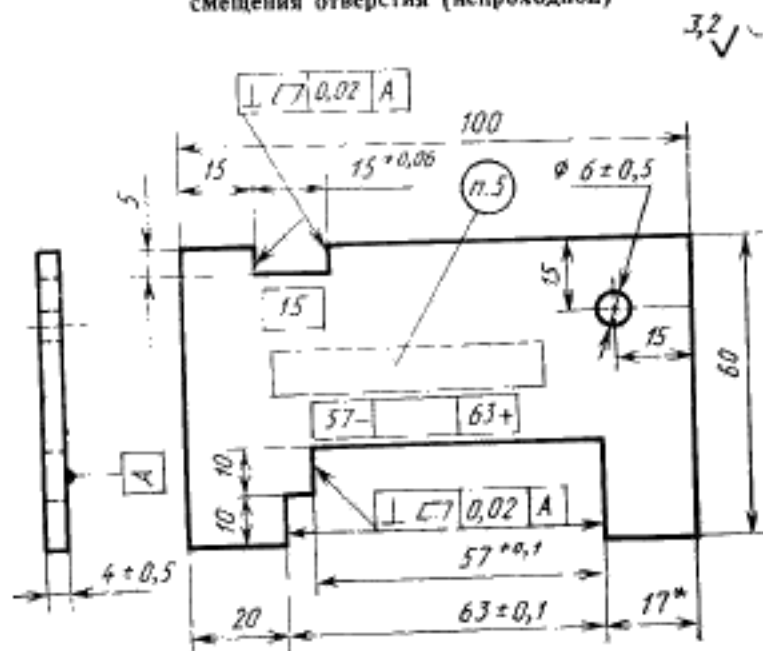 смещения отверстия (непроходной)
3,2
⊥ ▱ 0,02 А
100
15
15 +0,06
п.5
φ 6 ± 0,5
5
15
15
15
60
57– 63+
10
А
10
⊥ ▱ 0,02 А
57 +0,1
4 ± 0,5
20
63 ± 0,1
17*